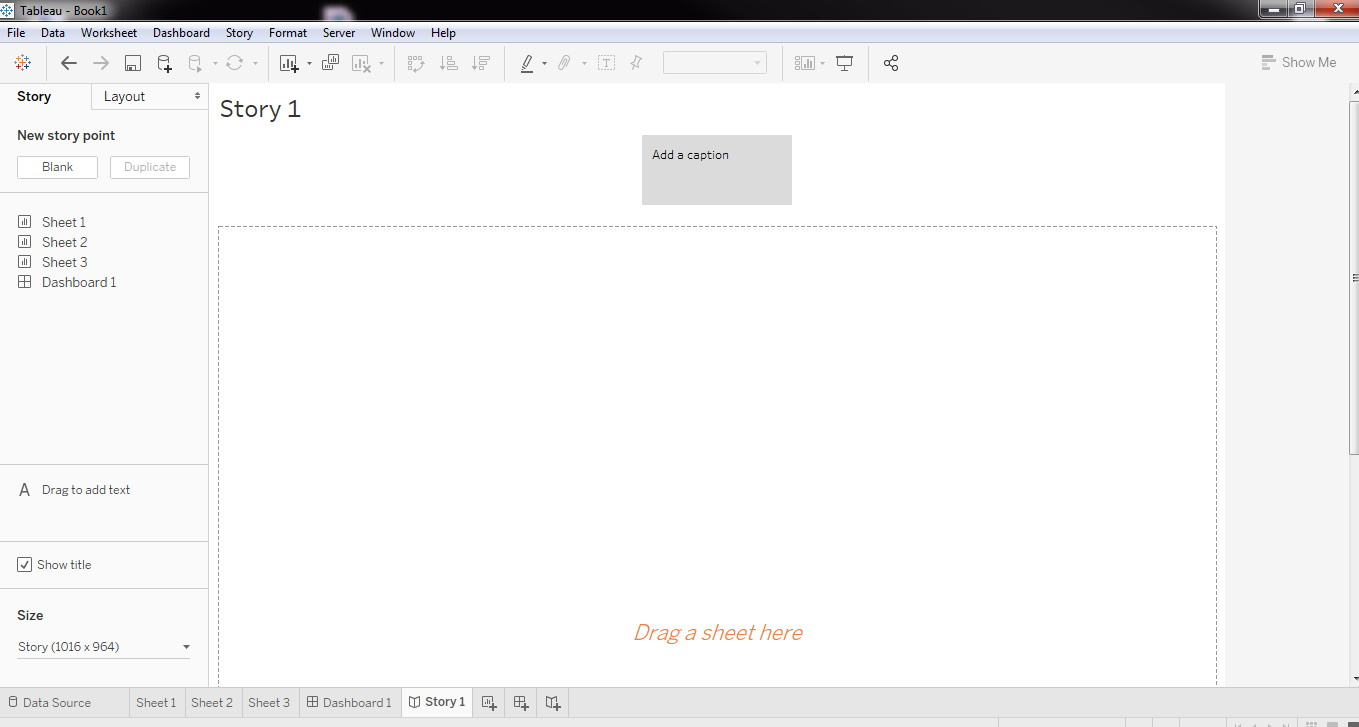 Tableau - Book1
File Data Worksheet Dashboard Story Format Server Window Help
Show Me
Story Layout
New story point
Blank Duplicate
Sheet 1
Sheet 2
Sheet 3
Dashboard 1
A Drag to add text
Show title
Size
Story (1016 x 964)
Story 1
Add a caption
Drag a sheet here
Data Source Sheet 1 Sheet 2 Sheet 3 Dashboard 1 Story 1